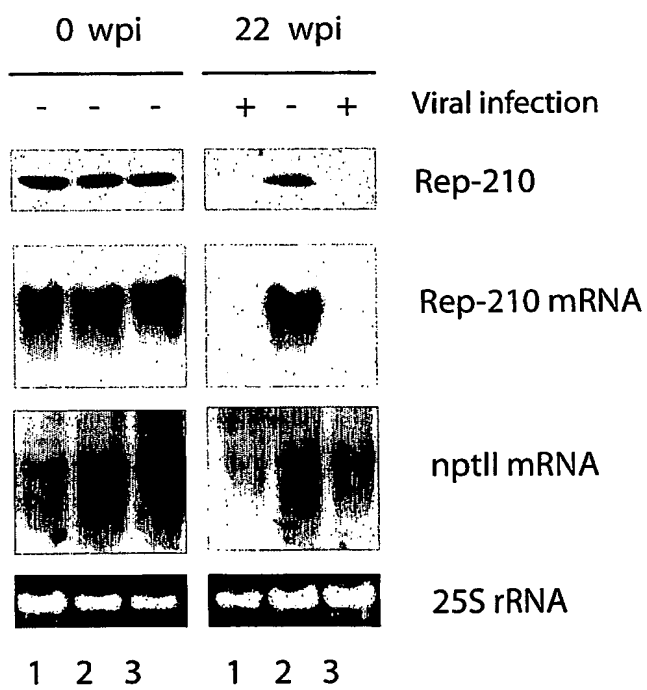 0 wpi 22 wpi
- - - + - + Viral infection
Rep-210
Rep-210 mRNA
nptII mRNA
25S rRNA
1 2 3 1 2 3